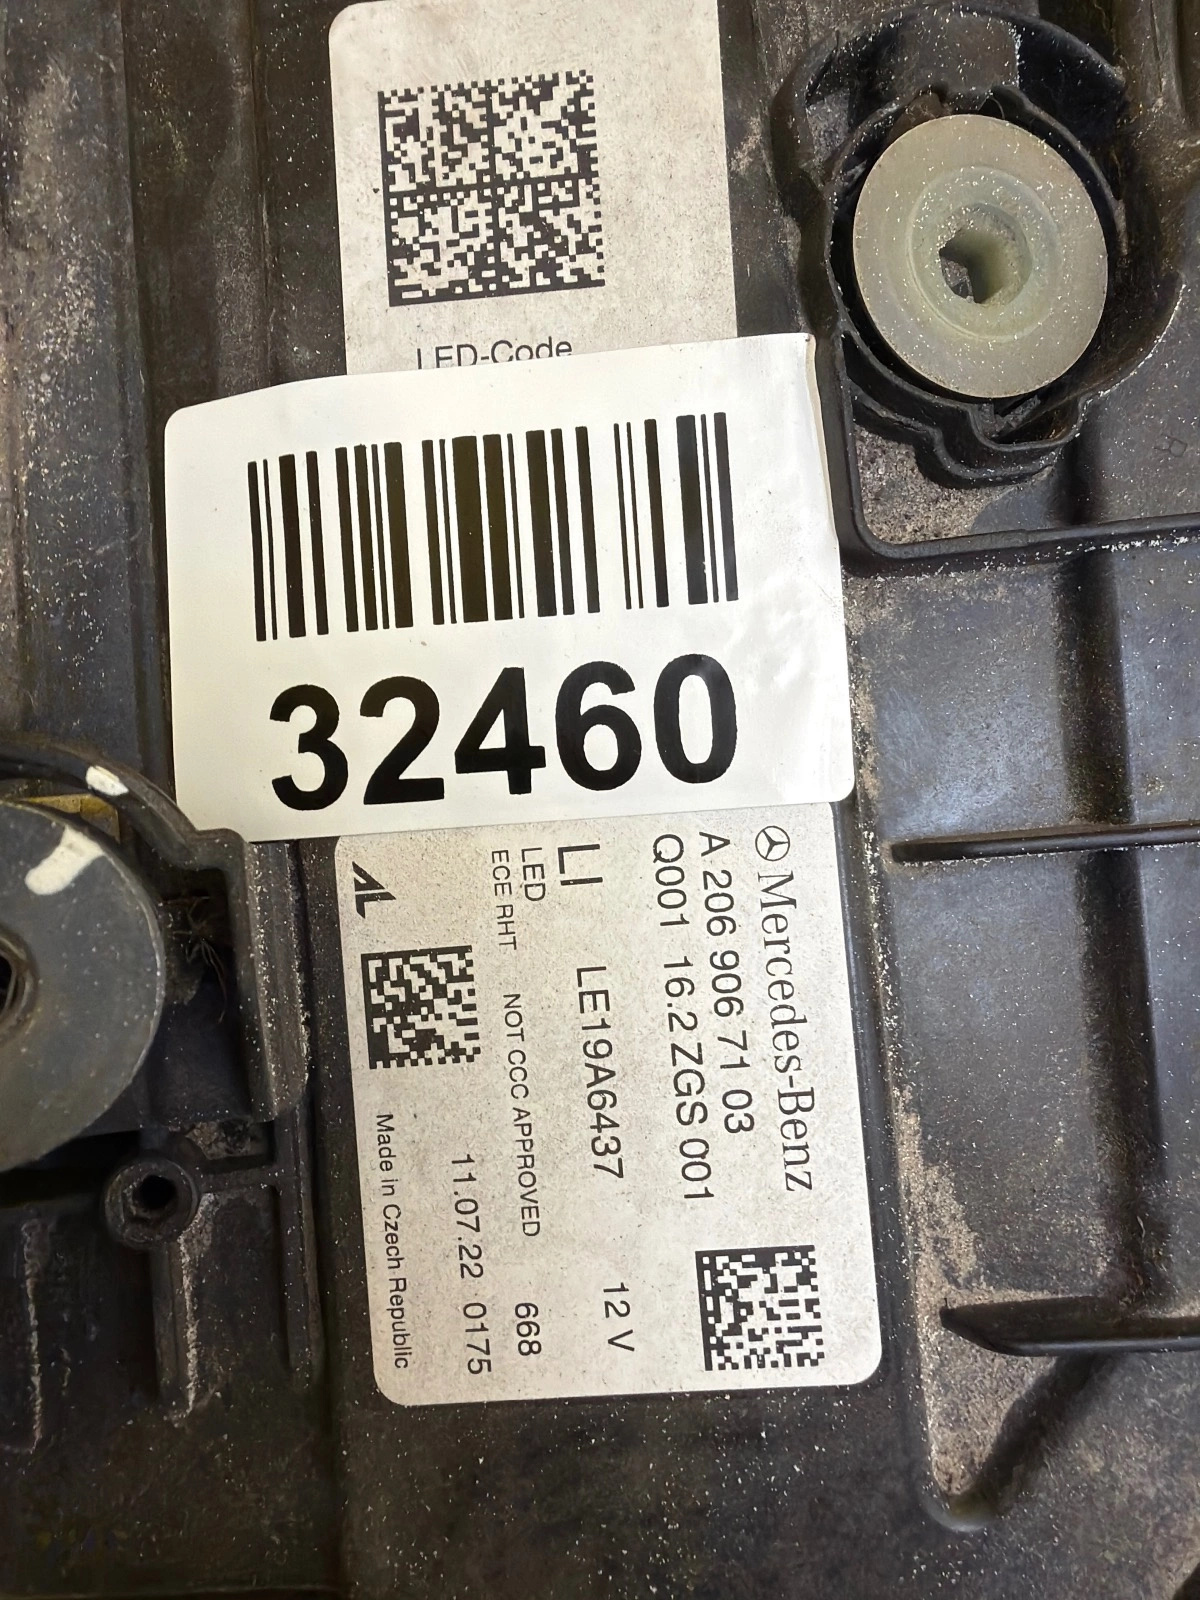 LED-Code
32460
Mercedes-Benz
A 206 906 71 03
Q001 16.2 ZGS 001
LI LE19A6437 12 V
LED
ECE RHT NOT CCC APPROVED 668
11.07.22 0175
AL Made in Czech Republic